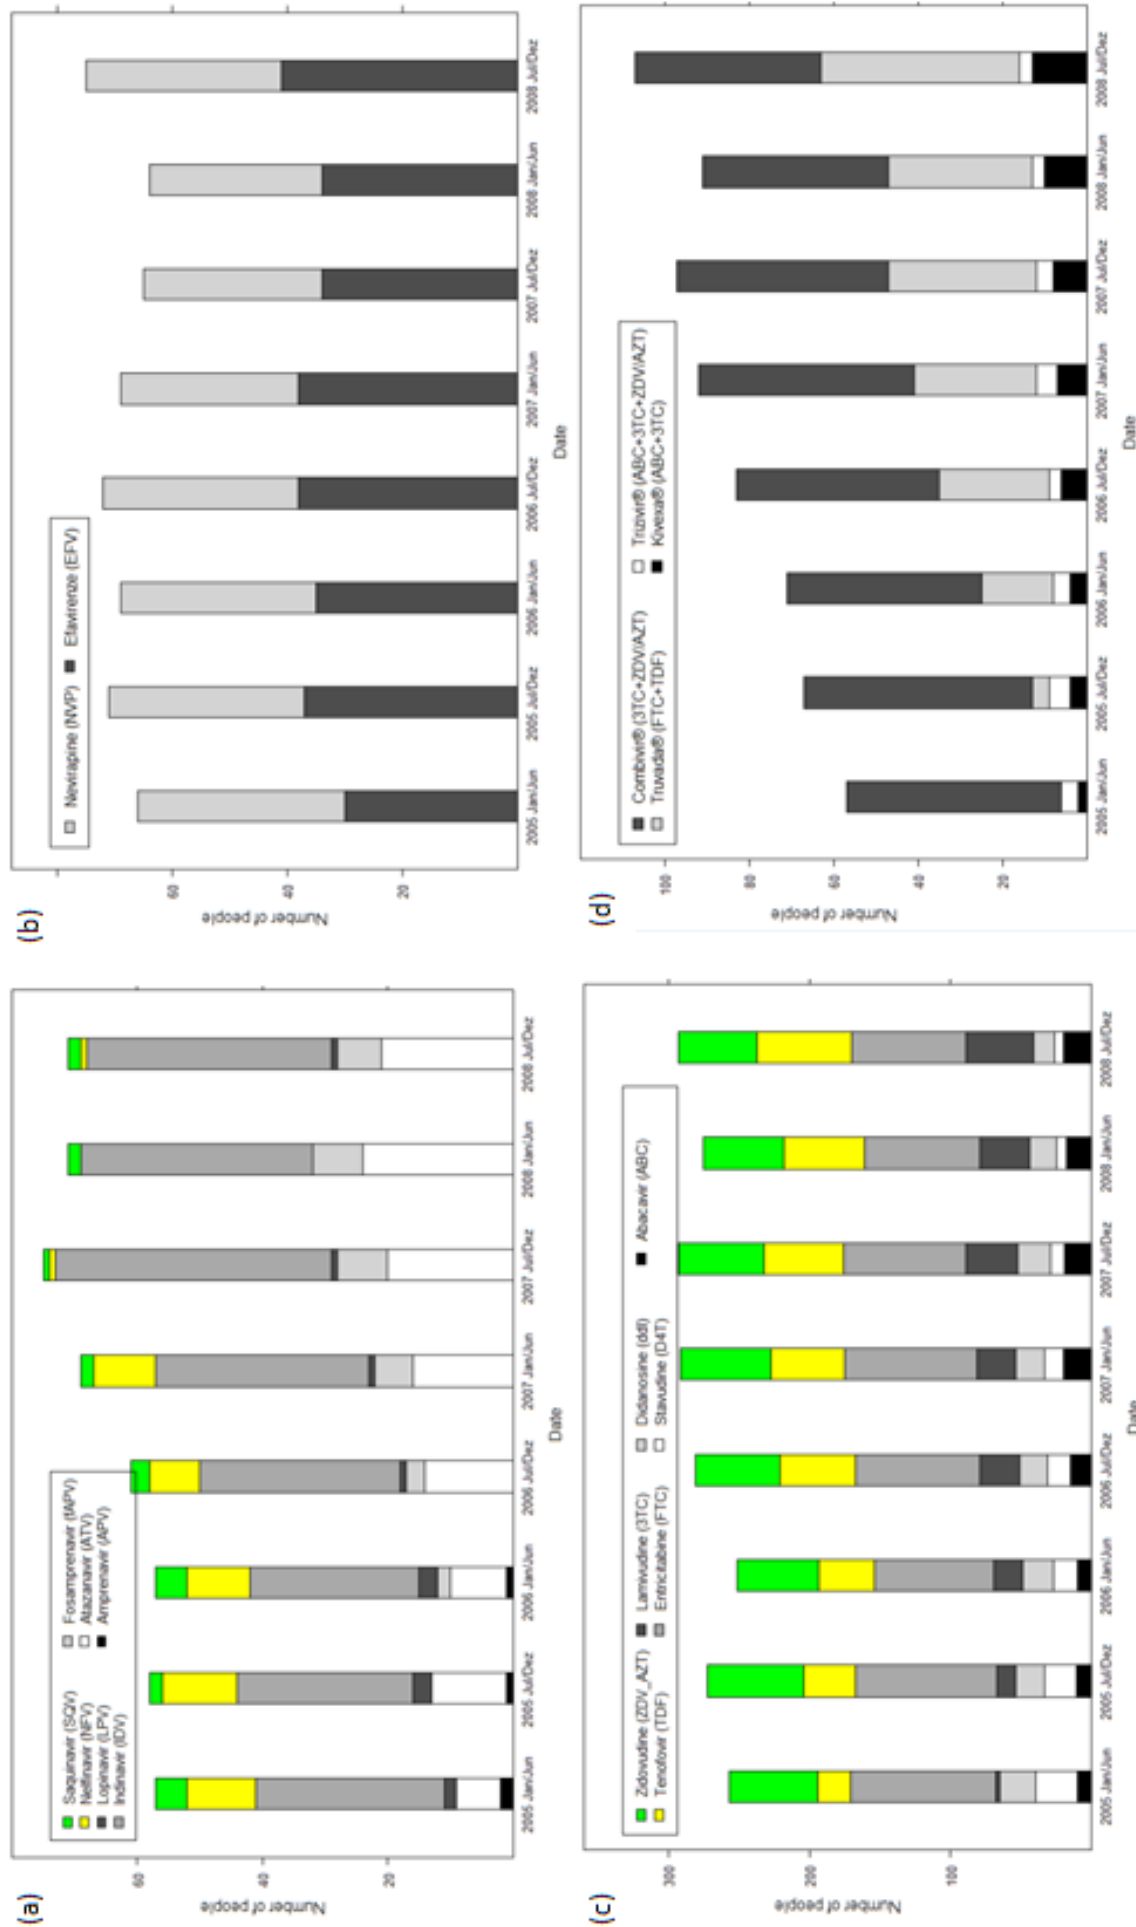 (a)
Number of people
60
40
20
Saquinavir (SQV)
Nelfinavir (NFV)
Lopinavir (LPV)
Indinavir (IDV)
Fosamprenavir (fAPV)
Atazanavir (ATV)
Amprenavir (APV)
2005 Jan/Jun
2005 Jul/Dez
2006 Jan/Jun
2006 Jul/Dez
2007 Jan/Jun
2007 Jul/Dez
2008 Jan/Jun
2008 Jul/Dez
Date
(b)
Number of people
60
40
20
Nevirapine (NVP)
Efavirenze (EFV)
2005 Jan/Jun
2005 Jul/Dez
2006 Jan/Jun
2006 Jul/Dez
2007 Jan/Jun
2007 Jul/Dez
2008 Jan/Jun
2008 Jul/Dez
Date
(c)
Number of people
300
200
100
Zidovudine (ZDV_AZT)
Tenofovir (TDF)
Lamivudine (3TC)
Entricitabine (FTC)
Didanosine (ddI)
Stavudine (D4T)
Abacavir (ABC)
2005 Jan/Jun
2005 Jul/Dez
2006 Jan/Jun
2006 Jul/Dez
2007 Jan/Jun
2007 Jul/Dez
2008 Jan/Jun
2008 Jul/Dez
Date
(d)
Number of people
100
80
60
40
20
Combivir® (3TC+ZDV/AZT)
Truvada® (FTC+TDF)
Trizivir® (ABC+3TC+ZDV/AZT)
Kivexa® (ABC+3TC)
2005 Jan/Jun
2005 Jul/Dez
2006 Jan/Jun
2006 Jul/Dez
2007 Jan/Jun
2007 Jul/Dez
2008 Jan/Jun
2008 Jul/Dez
Date